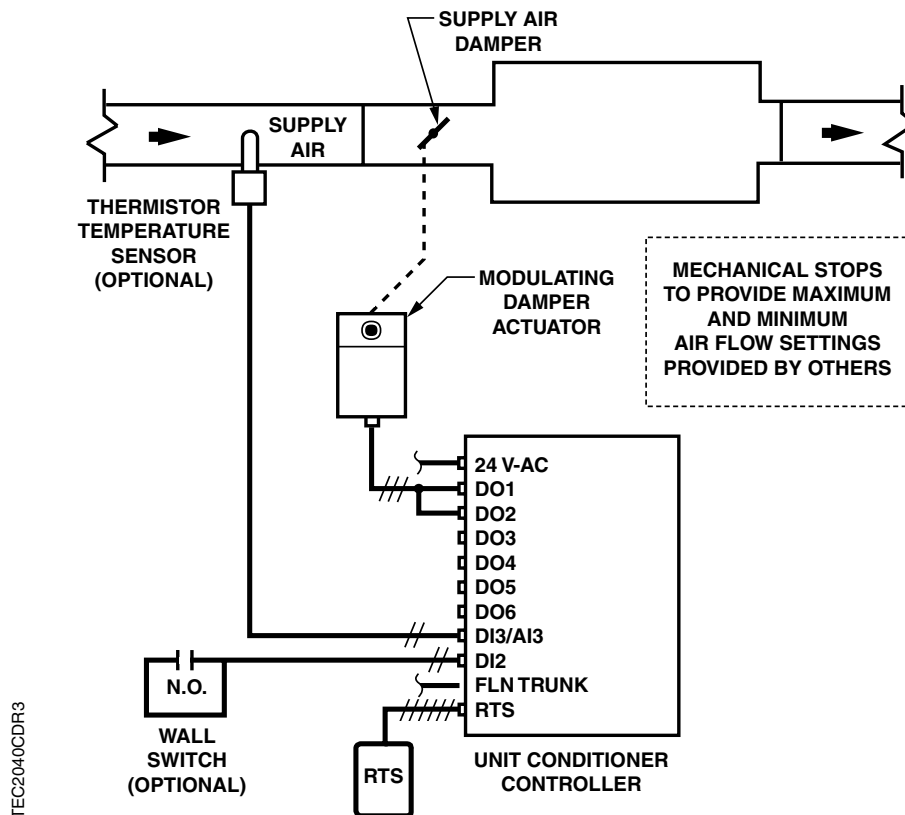 SUPPLY AIR
DAMPER
SUPPLY
AIR
THERMISTOR
TEMPERATURE
SENSOR
(OPTIONAL)
MODULATING
DAMPER
ACTUATOR
MECHANICAL STOPS
TO PROVIDE MAXIMUM
AND MINIMUM
AIR FLOW SETTINGS
PROVIDED BY OTHERS
24 V-AC
DO1
DO2
DO3
DO4
DO5
DO6
DI3/AI3
DI2
FLN TRUNK
RTS
N.O.
WALL
SWITCH
(OPTIONAL)
RTS
UNIT CONDITIONER
CONTROLLER
TEC2040CDR3